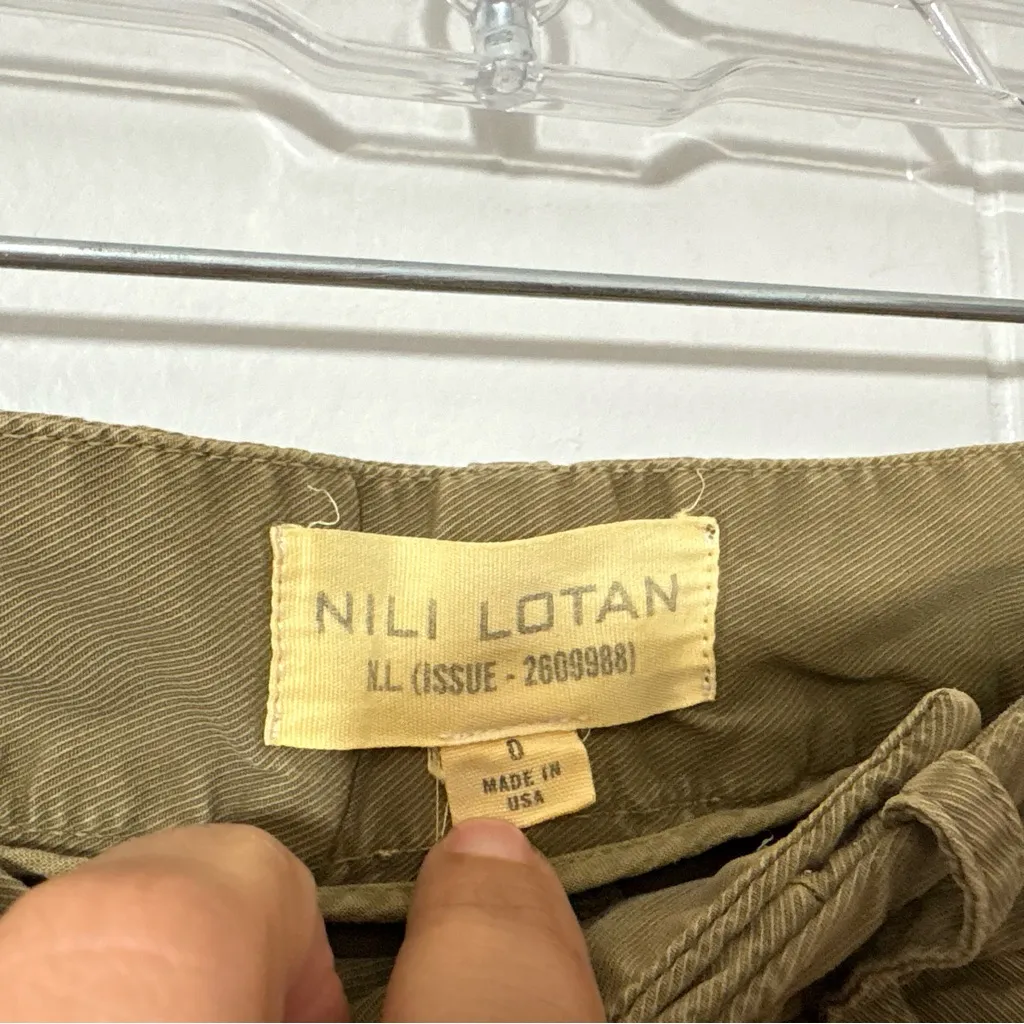 NILI LOTAN
N.L. (ISSUE - 2609988)
0
MADE IN
USA